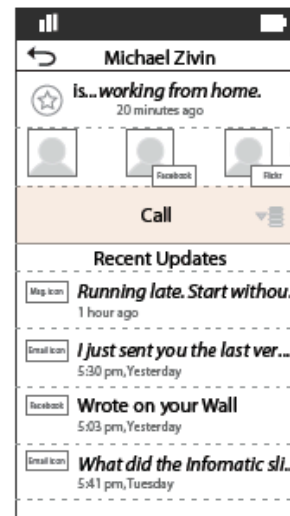 Michael Zivin
is...working from home.
20 minutes ago
Facebook
Flickr
Call
Recent Updates
Msg. icon
Running late. Start withou.
1 hour ago
Email icon
I just sent you the last ver...
5:30 pm, Yesterday
Facebook
Wrote on your Wall
5:03 pm, Yesterday
Email icon
What did the Infomatic sli..
5:41 pm, Tuesday